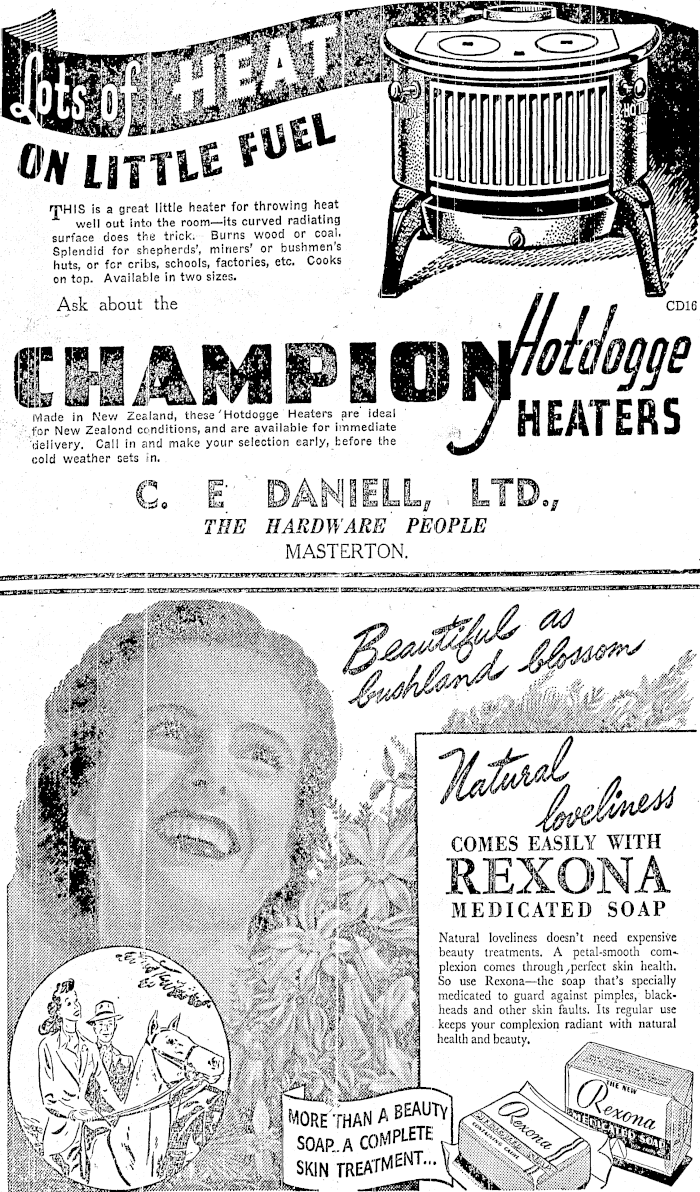 Lots of HEAT
ON LITTLE FUEL
THIS is a great little heater for throwing heat
well out into the room—its curved radiating
surface does the trick. Burns wood or coal.
Splendid for shepherds', miners' or bushmen's
huts, or for cribs, schools, factories, etc. Cooks
on top. Available in two sizes.
Ask about the
CD16
CHAMPION Hotdogge
HEATERS
Made in New Zealand, these Hotdogge Heaters are ideal
for New Zealond conditions, and are available for immediate
delivery. Call in and make your selection early, before the
cold weather sets in.
C. E DANIELL, LTD.,
THE HARDWARE PEOPLE
MASTERTON.
Beautiful as
bushland blossom
Natural
loveliness
COMES EASILY WITH
REXONA
MEDICATED SOAP
Natural loveliness doesn't need expensive
beauty treatments. A petal-smooth com-
plexion comes through perfect skin health.
So use Rexona—the soap that's specially
medicated to guard against pimples, black-
heads and other skin faults. Its regular use
keeps your complexion radiant with natural
health and beauty.
MORE THAN A BEAUTY
SOAP.. A COMPLETE
SKIN TREATMENT...
Rexona
THE NEW
Rexona
MEDICATED SOAP